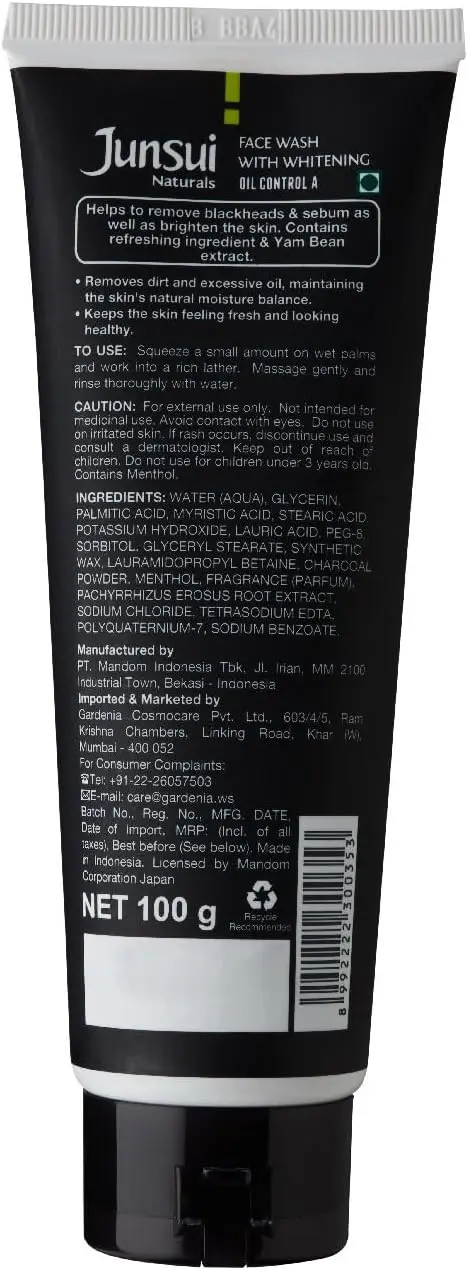 B BBA4
Junsui
Naturals
FACE WASH
WITH WHITENING
OIL CONTROL A
Helps to remove blackheads & sebum as
well as brighten the skin. Contains
refreshing ingredient & Yam Bean
extract.
• Removes dirt and excessive oil, maintaining
the skin's natural moisture balance.
• Keeps the skin feeling fresh and looking
healthy.
TO USE: Squeeze a small amount on wet palms
and work into a rich lather. Massage gently and
rinse thoroughly with water.
CAUTION: For external use only. Not intended for
medicinal use. Avoid contact with eyes. Do not use
on irritated skin. If rash occurs, discontinue use and
consult a dermatologist. Keep out of reach of
children. Do not use for children under 3 years old.
Contains Menthol.
INGREDIENTS: WATER (AQUA), GLYCERIN,
PALMITIC ACID, MYRISTIC ACID, STEARIC ACID,
POTASSIUM HYDROXIDE, LAURIC ACID, PEG-8,
SORBITOL, GLYCERYL STEARATE, SYNTHETIC
WAX, LAURAMIDOPROPYL BETAINE, CHARCOAL
POWDER, MENTHOL, FRAGRANCE (PARFUM),
PACHYRRHIZUS EROSUS ROOT EXTRACT,
SODIUM CHLORIDE, TETRASODIUM EDTA,
POLYQUATERNIUM-7, SODIUM BENZOATE.
Manufactured by
PT. Mandom Indonesia Tbk. Jl. Irian, MM 2100
Industrial Town, Bekasi - Indonesia
Imported & Marketed by
Gardenia Cosmocare Pvt. Ltd., 603/4/5, Ram
Krishna Chambers, Linking Road, Khar (W),
Mumbai - 400 052
For Consumer Complaints:
☎Tel: +91-22-26057503
✉E-mail: care@gardenia.ws
Batch No., Reg. No., MFG. DATE,
Date of Import, MRP: (Incl. of all
taxes), Best before (See below). Made
in Indonesia. Licensed by Mandom
Corporation Japan
NET 100 g
Recycle
Recommended
8 992222 300353